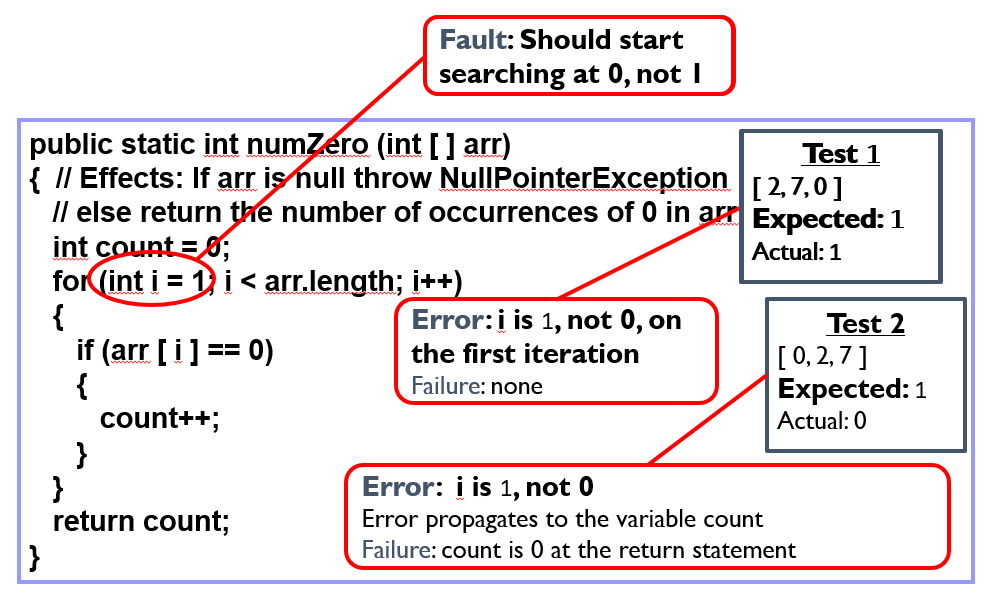 Fault: Should start
searching at 0, not 1
public static int numZero (int [ ] arr)
{ // Effects: If arr is null throw NullPointerException
// else return the number of occurrences of 0 in arr
int count = 0;
for (int i = 1; i < arr.length; i++)
{
if (arr [ i ] == 0)
{
count++;
}
}
return count;
}
Test 1
[ 2, 7, 0 ]
Expected: 1
Actual: 1
Error: i is 1, not 0, on
the first iteration
Failure: none
Test 2
[ 0, 2, 7 ]
Expected: 1
Actual: 0
Error: i is 1, not 0
Error propagates to the variable count
Failure: count is 0 at the return statement